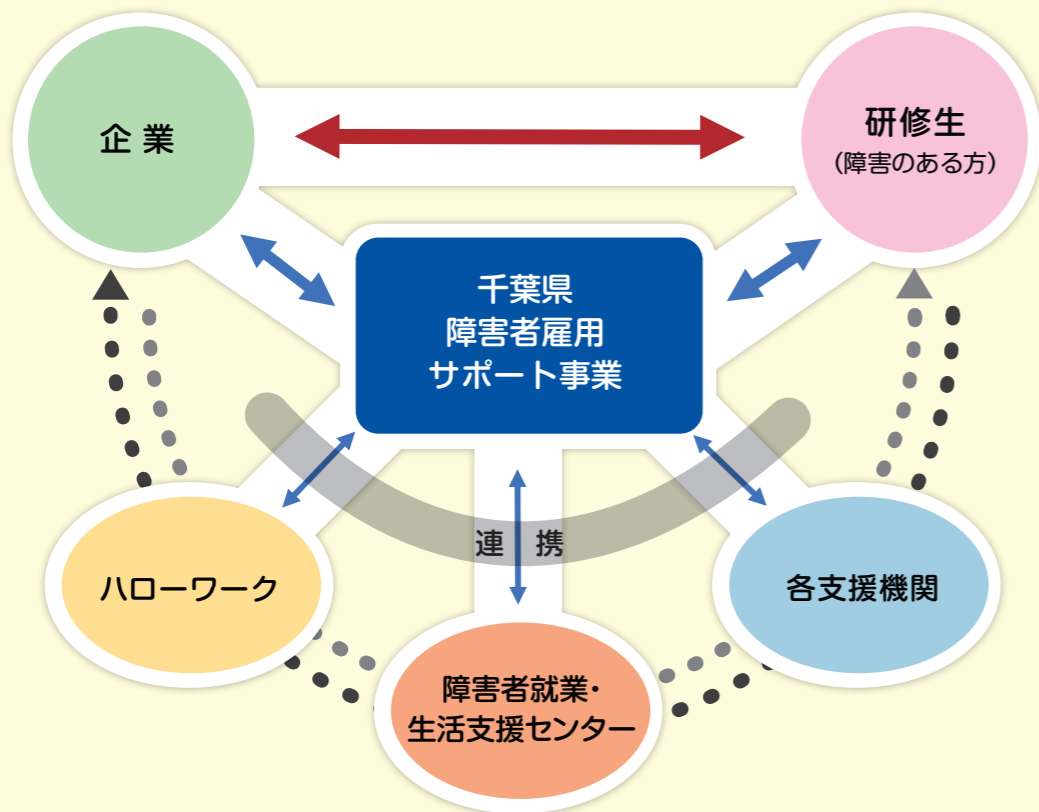 企業
研修生
（障害のある方）
千葉県
障害者雇用
サポート事業
連携
ハローワーク
各支援機関
障害者就業・
生活支援センター